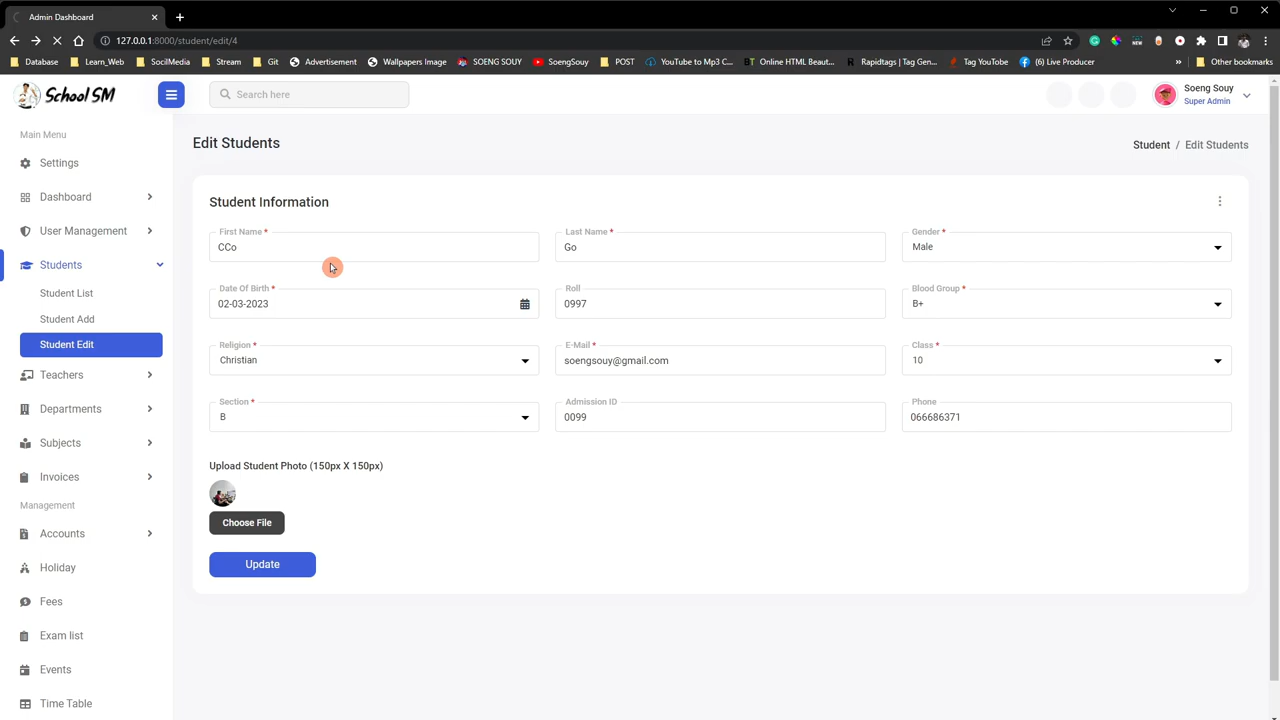 Admin Dashboard
127.0.0.1:8000/student/edit/4
Database Learn_Web SocilMedia Stream Git Advertisement Wallpapers Image SOENG SOUY SoengSouy POST YouTube to Mp3 C... Online HTML Beaut... Rapidtags | Tag Gen... Tag YouTube (6) Live Producer » Other bookmarks
School SM
Search here
Soeng Souy
Super Admin
Main Menu
Settings
Dashboard
User Management
Students
Student List
Student Add
Student Edit
Teachers
Departments
Subjects
Invoices
Management
Accounts
Holiday
Fees
Exam list
Events
Time Table
Edit Students
Student / Edit Students
Student Information
First Name * Last Name * Gender *
CCo Go Male
Date Of Birth * Roll Blood Group *
02-03-2023 0997 B+
Religion * E-Mail * Class *
Christian soengsouy@gmail.com 10
Section * Admission ID Phone
B 0099 066686371
Upload Student Photo (150px X 150px)
Choose File
Update